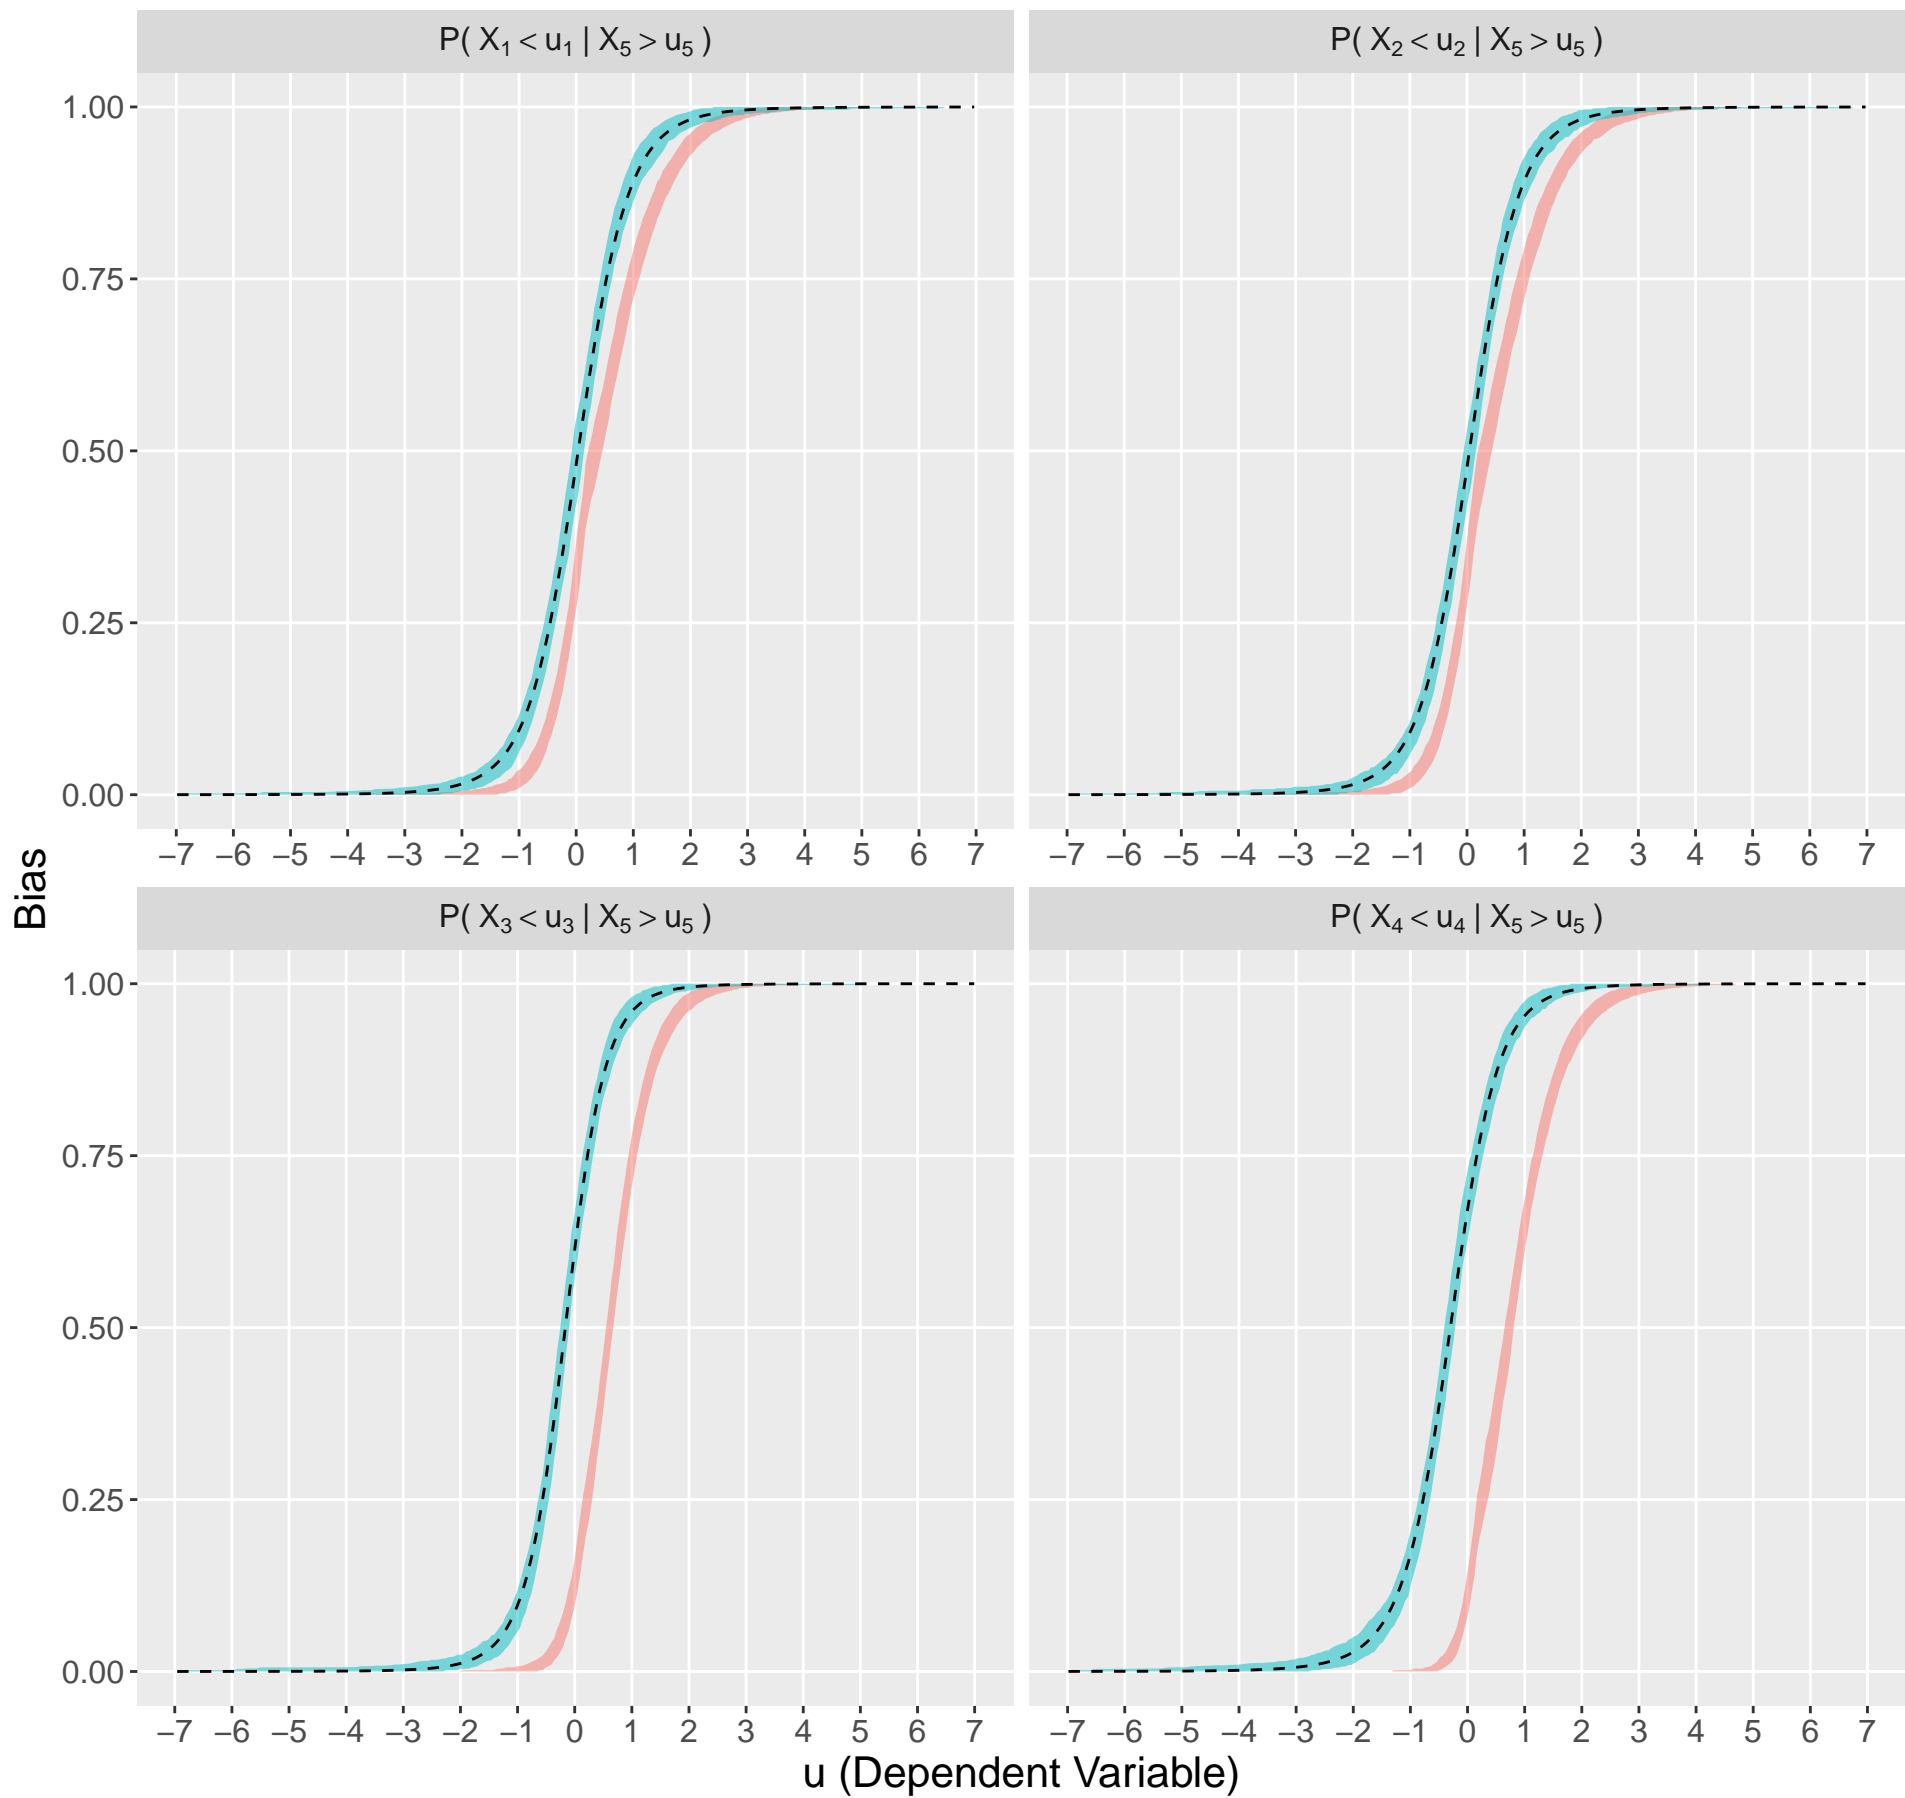 P( X₁ < u₁ | X₅ > u₅ )
P( X₂ < u₂ | X₅ > u₅ )
1.00
0.75
0.50
0.25
0.00
−7 −6 −5 −4 −3 −2 −1 0 1 2 3 4 5 6 7
−7 −6 −5 −4 −3 −2 −1 0 1 2 3 4 5 6 7
Bias
P( X₃ < u₃ | X₅ > u₅ )
P( X₄ < u₄ | X₅ > u₅ )
1.00
0.75
0.50
0.25
0.00
−7 −6 −5 −4 −3 −2 −1 0 1 2 3 4 5 6 7
−7 −6 −5 −4 −3 −2 −1 0 1 2 3 4 5 6 7
u (Dependent Variable)